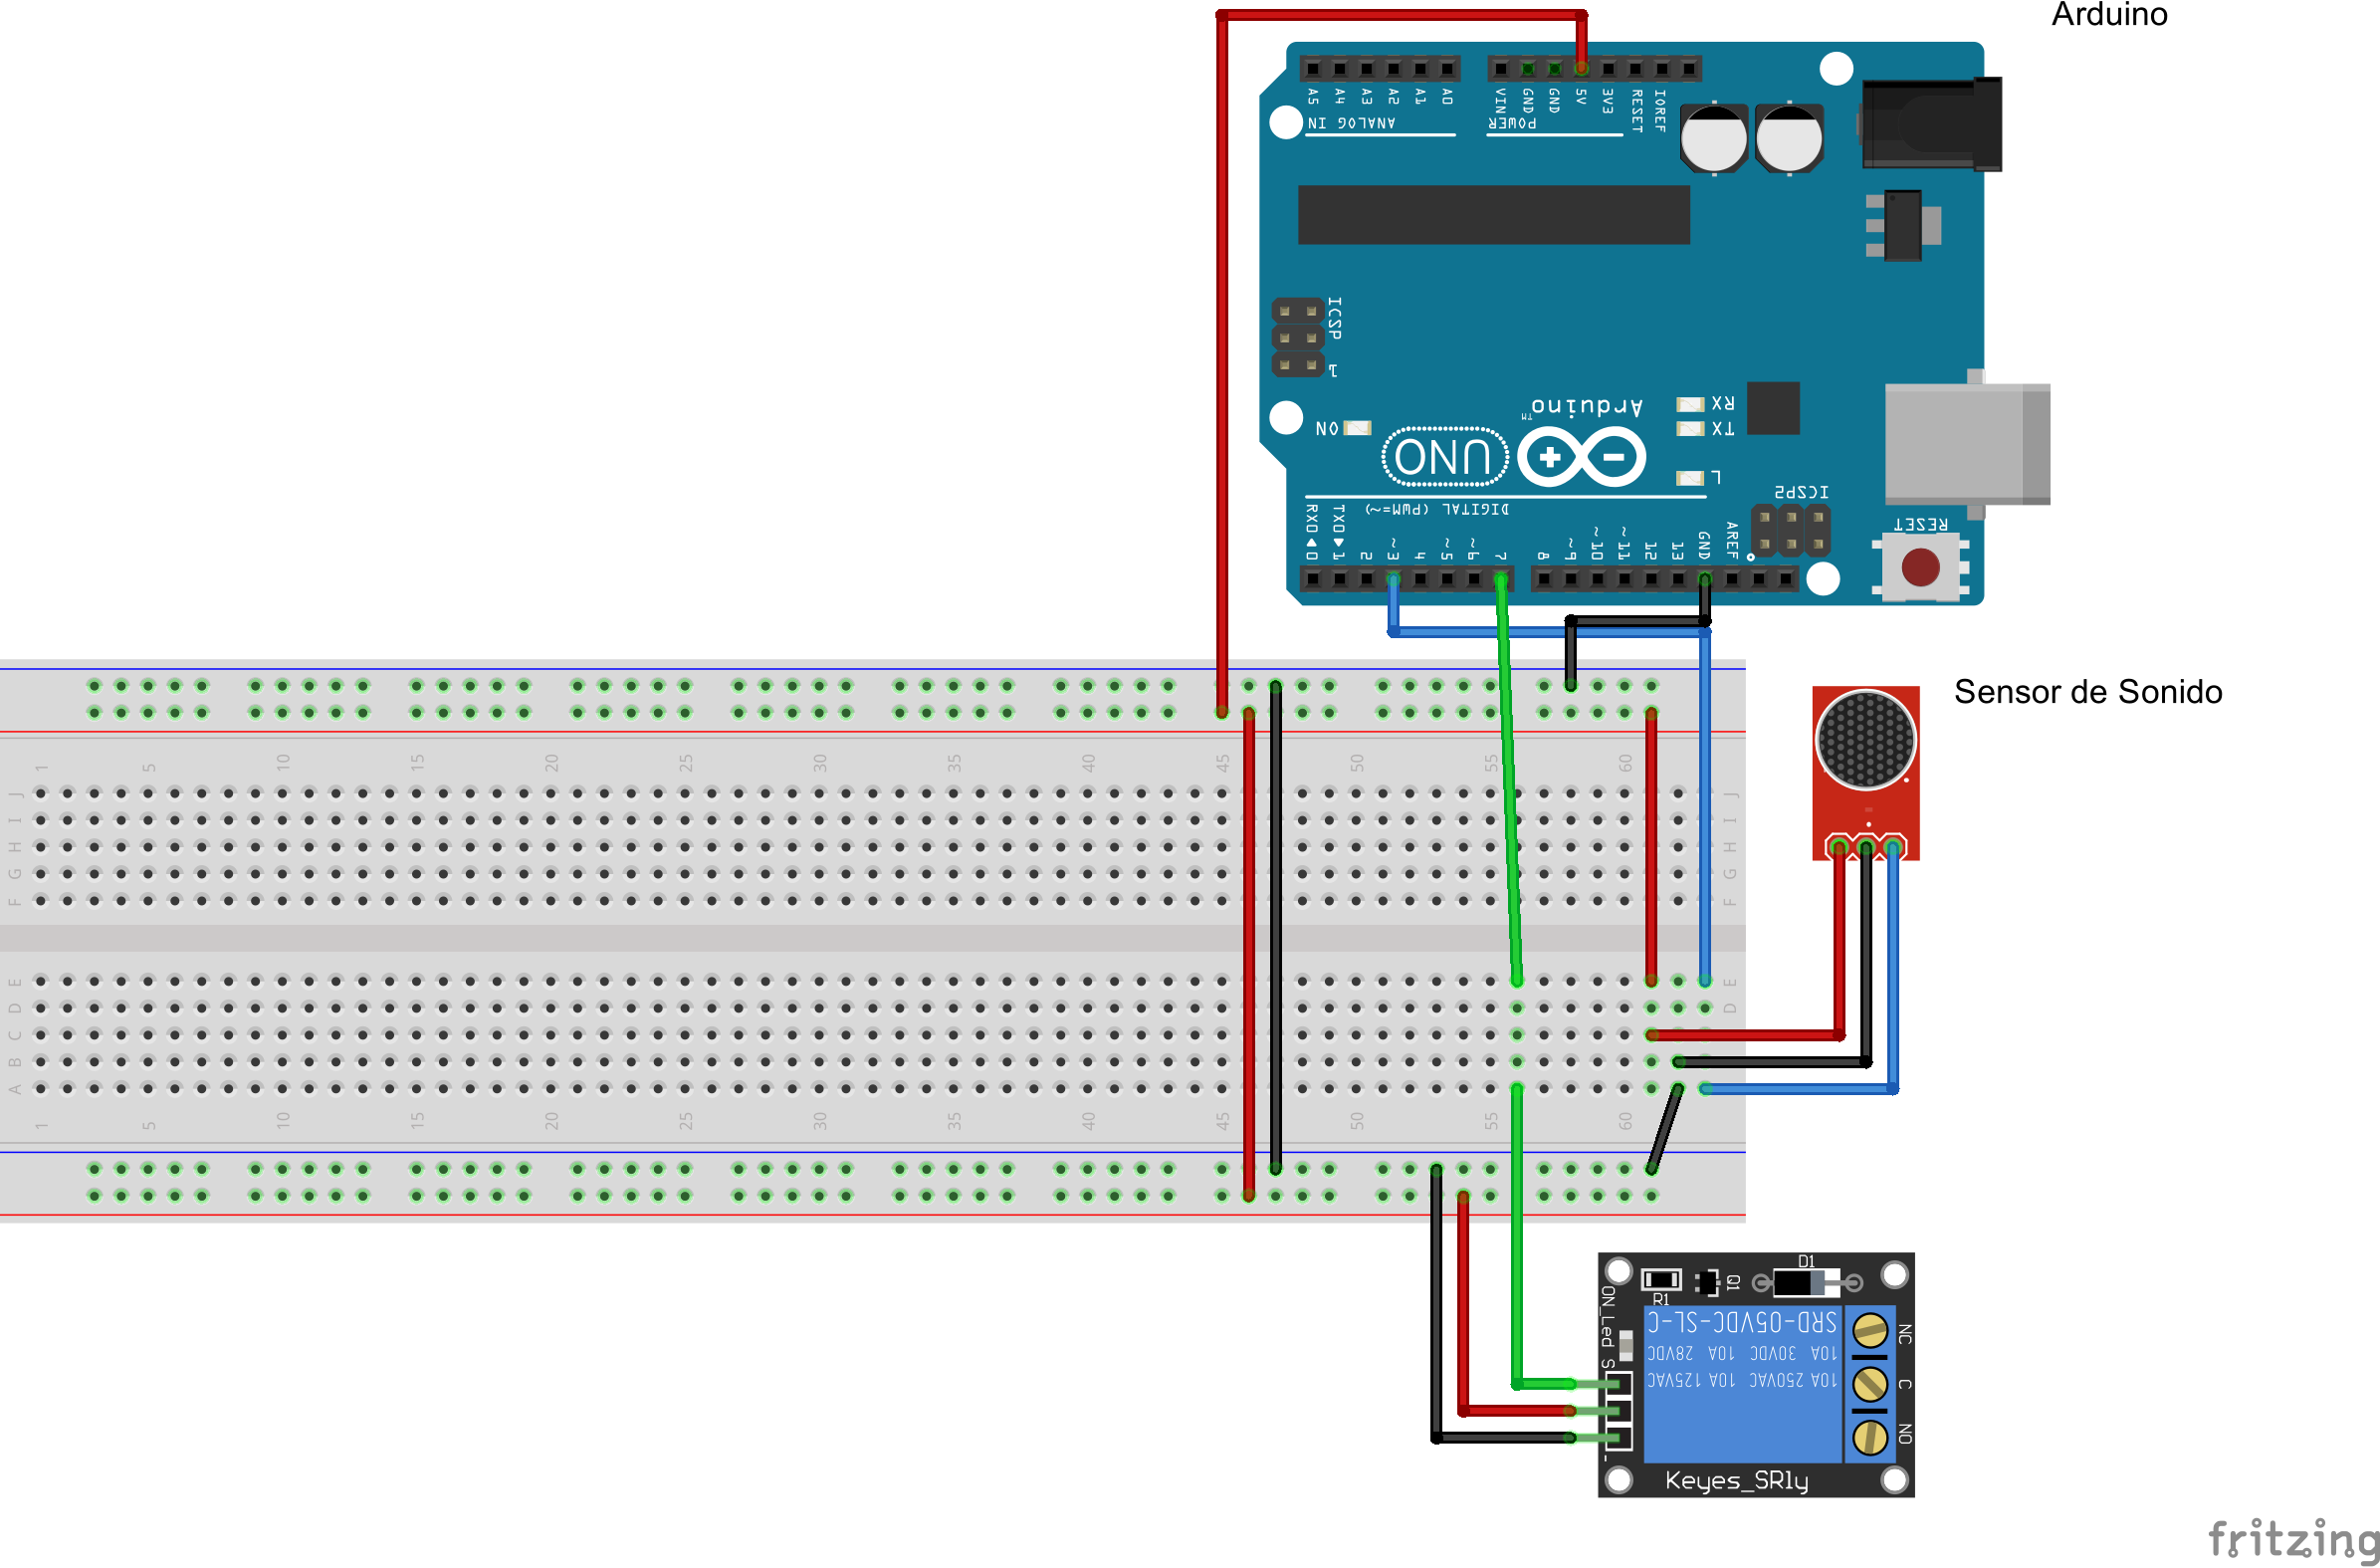 Arduino
A5 A4 A3 A2 A1 A0
VIN GND GND 5V 3V3 RESET IOREF
ANALOG IN
POWER
ICSP
1
Arduino™
RX
TX
ON
UNO
L
ICSP2
DIGITAL (PWM=~)
RESET
RX0◀0 TX0▶1 2 ~3 4 ~5 ~6 7 8 ~9 ~10 ~11 12 13 GND AREF
Sensor de Sonido
1 5 10 15 20 25 30 35 40 45 50 55 60
J J
I I
H H
G G
F F
E E
D D
C
B
A
1 5 10 15 20 25 30 35 40 45 50 55 60
D1
Q1
R1
ON_Led
SRD-05VDC-SL-C
10A 30VDC 10A 28VDC
10A 250VAC 10A 125VAC
NC
C
NO
S
-
Keyes_SRly
fritzing